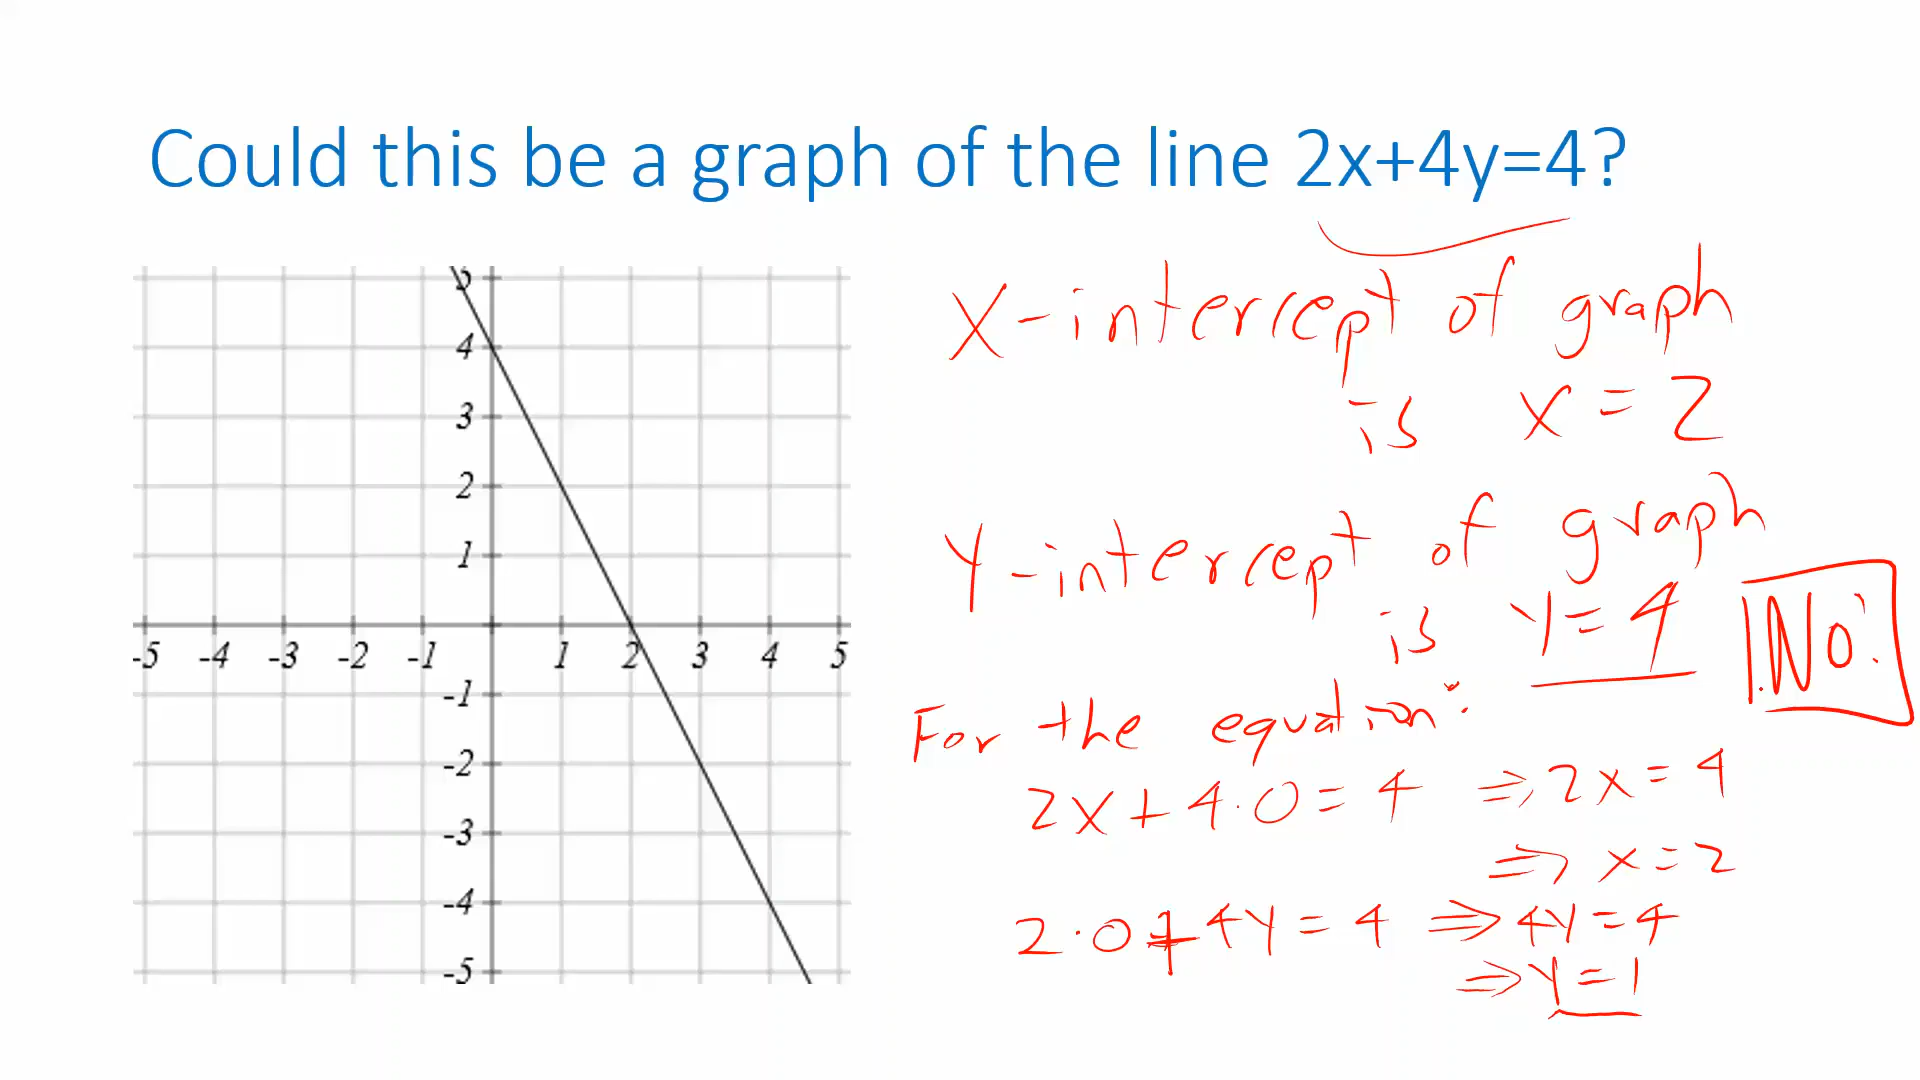 Could this be a graph of the line 2x+4y=4?
X-intercept of graph
is x = 2
Y-intercept of graph
is y = 4
No.
For the equation:
2x + 4·0 = 4 ⇒ 2x = 4
⇒ x = 2
2·0 + 4y = 4 ⇒ 4y = 4
⇒ y = 1
5
4
3
2
1
-5 -4 -3 -2 -1 1 2 3 4 5
-1
-2
-3
-4
-5